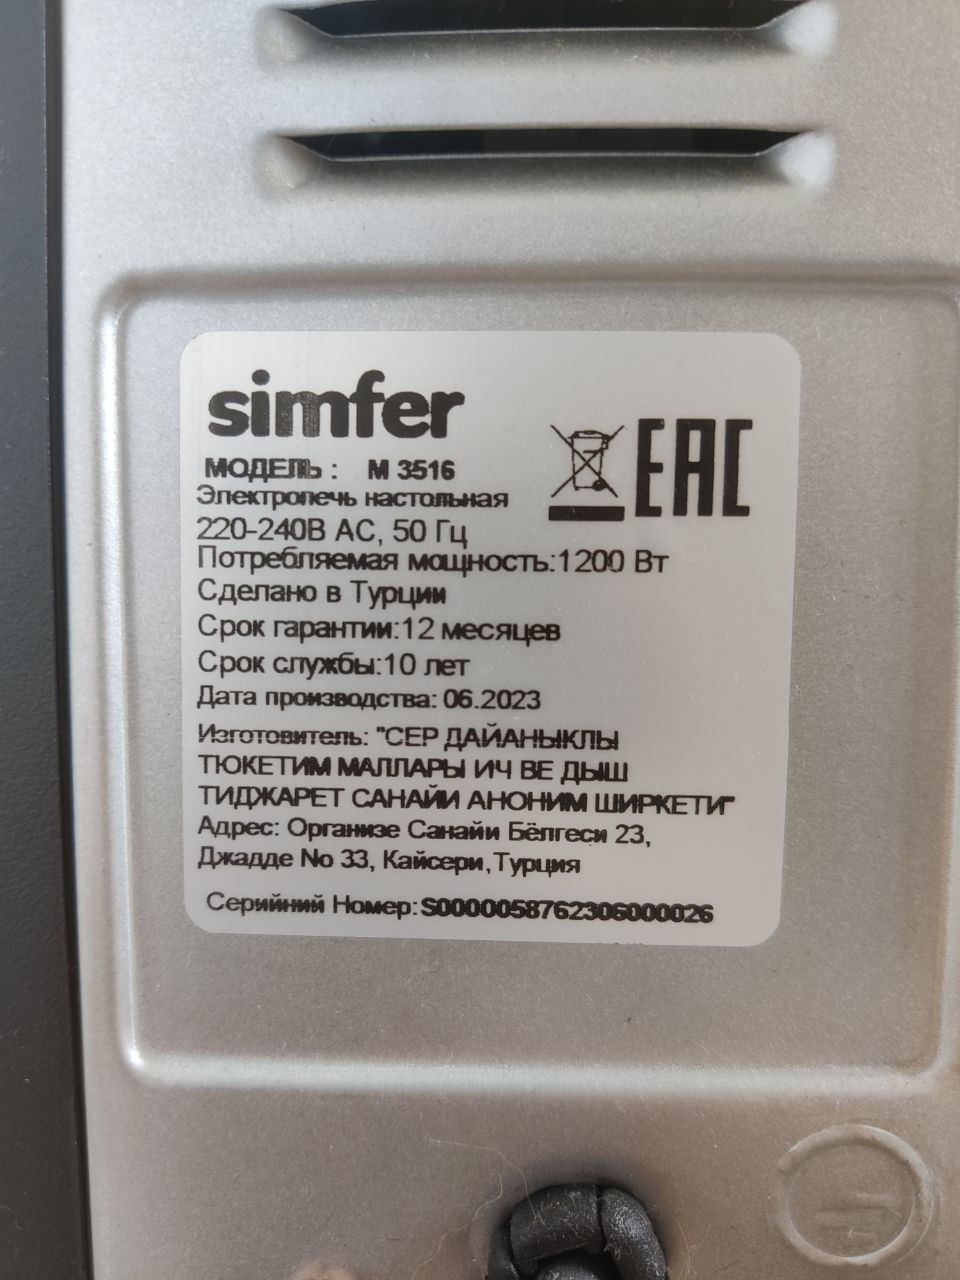 simfer
EAC
МОДЕЛЬ : M 3516
Электропечь настольная
220-240В AC, 50 Гц
Потребляемая мощность:1200 Вт
Сделано в Турции
Срок гарантии:12 месяцев
Срок службы:10 лет
Дата производства: 06.2023
Изготовитель: "СЕР ДАЙАНЫКЛЫ
ТЮКЕТИМ МАЛЛАРЫ ИЧ ВЕ ДЫШ
ТИДЖАРЕТ САНАЙИ АНОНИМ ШИРКЕТИ"
Адрес: Организе Санайи Бёлгеси 23,
Джадде No 33, Кайсери,Турция
Серийний Номер:S0000058762306000026